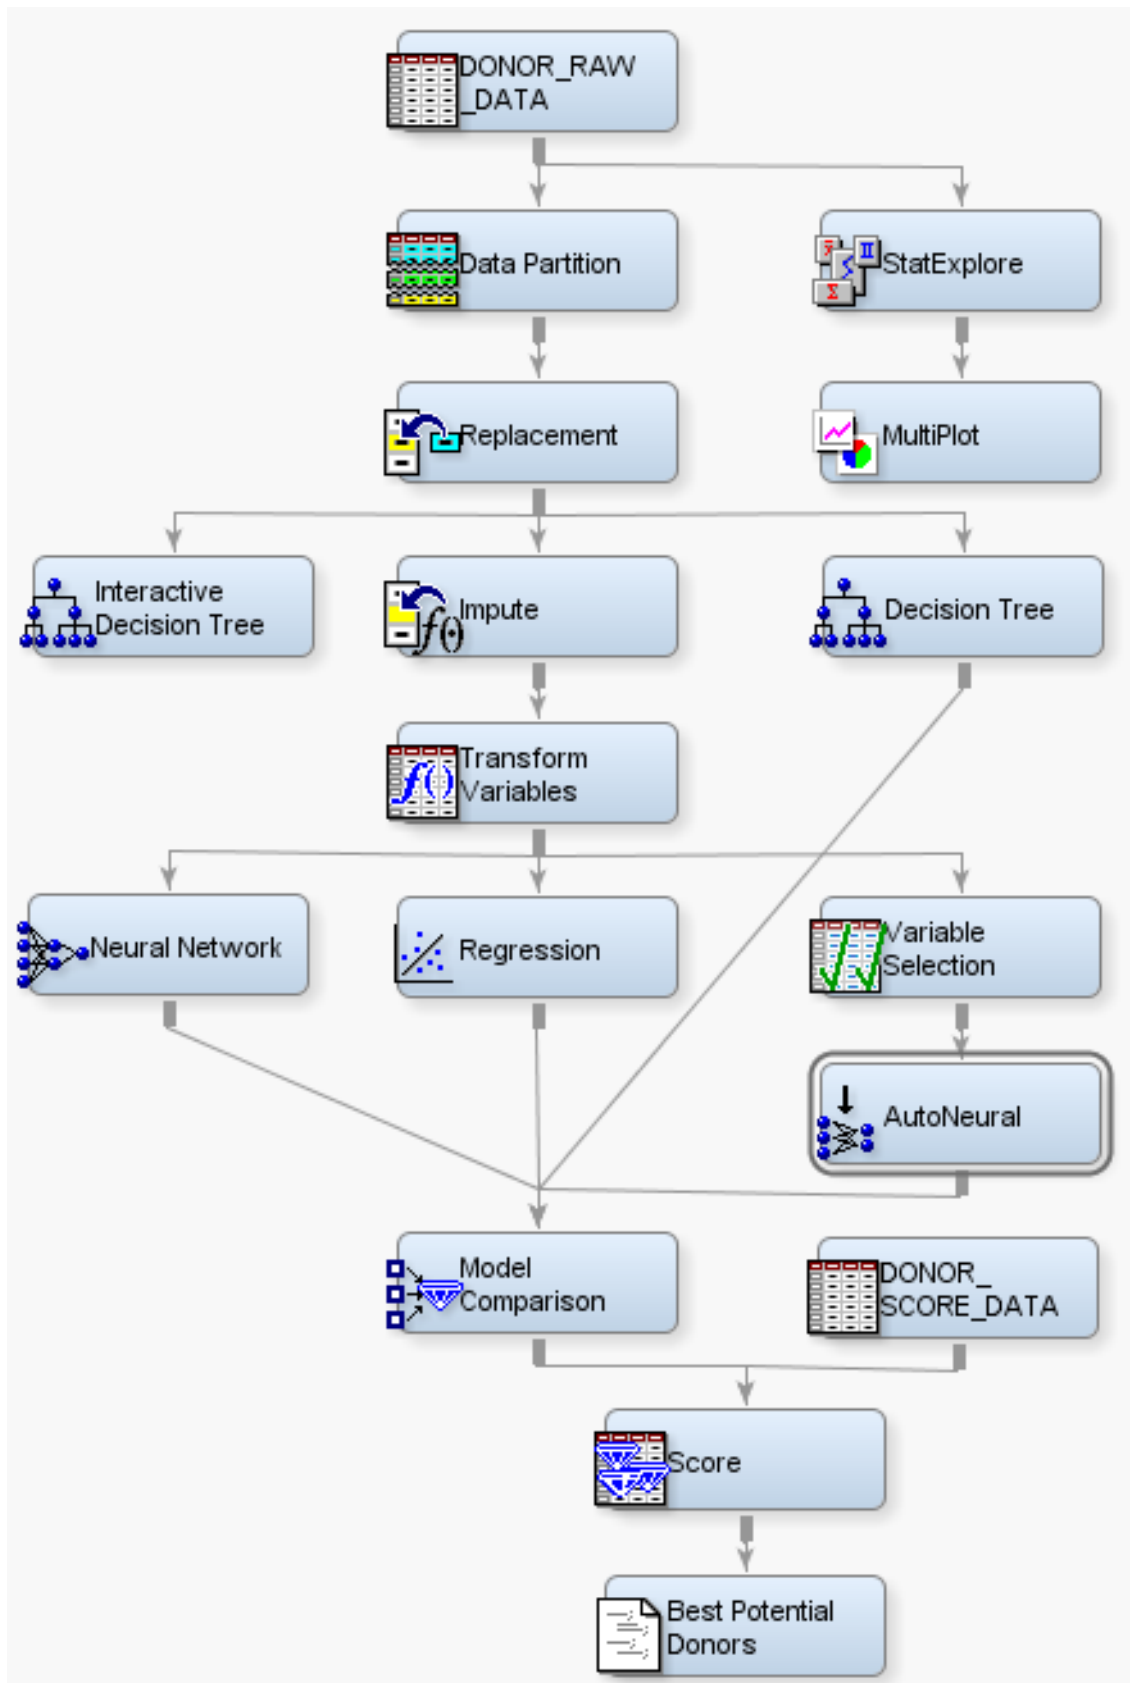 DONOR_RAW
_DATA
Data Partition
StatExplore
Replacement
MultiPlot
Interactive
Decision Tree
Impute
Decision Tree
Transform
Variables
Neural Network
Regression
Variable
Selection
AutoNeural
Model
Comparison
DONOR_
SCORE_DATA
Score
Best Potential
Donors